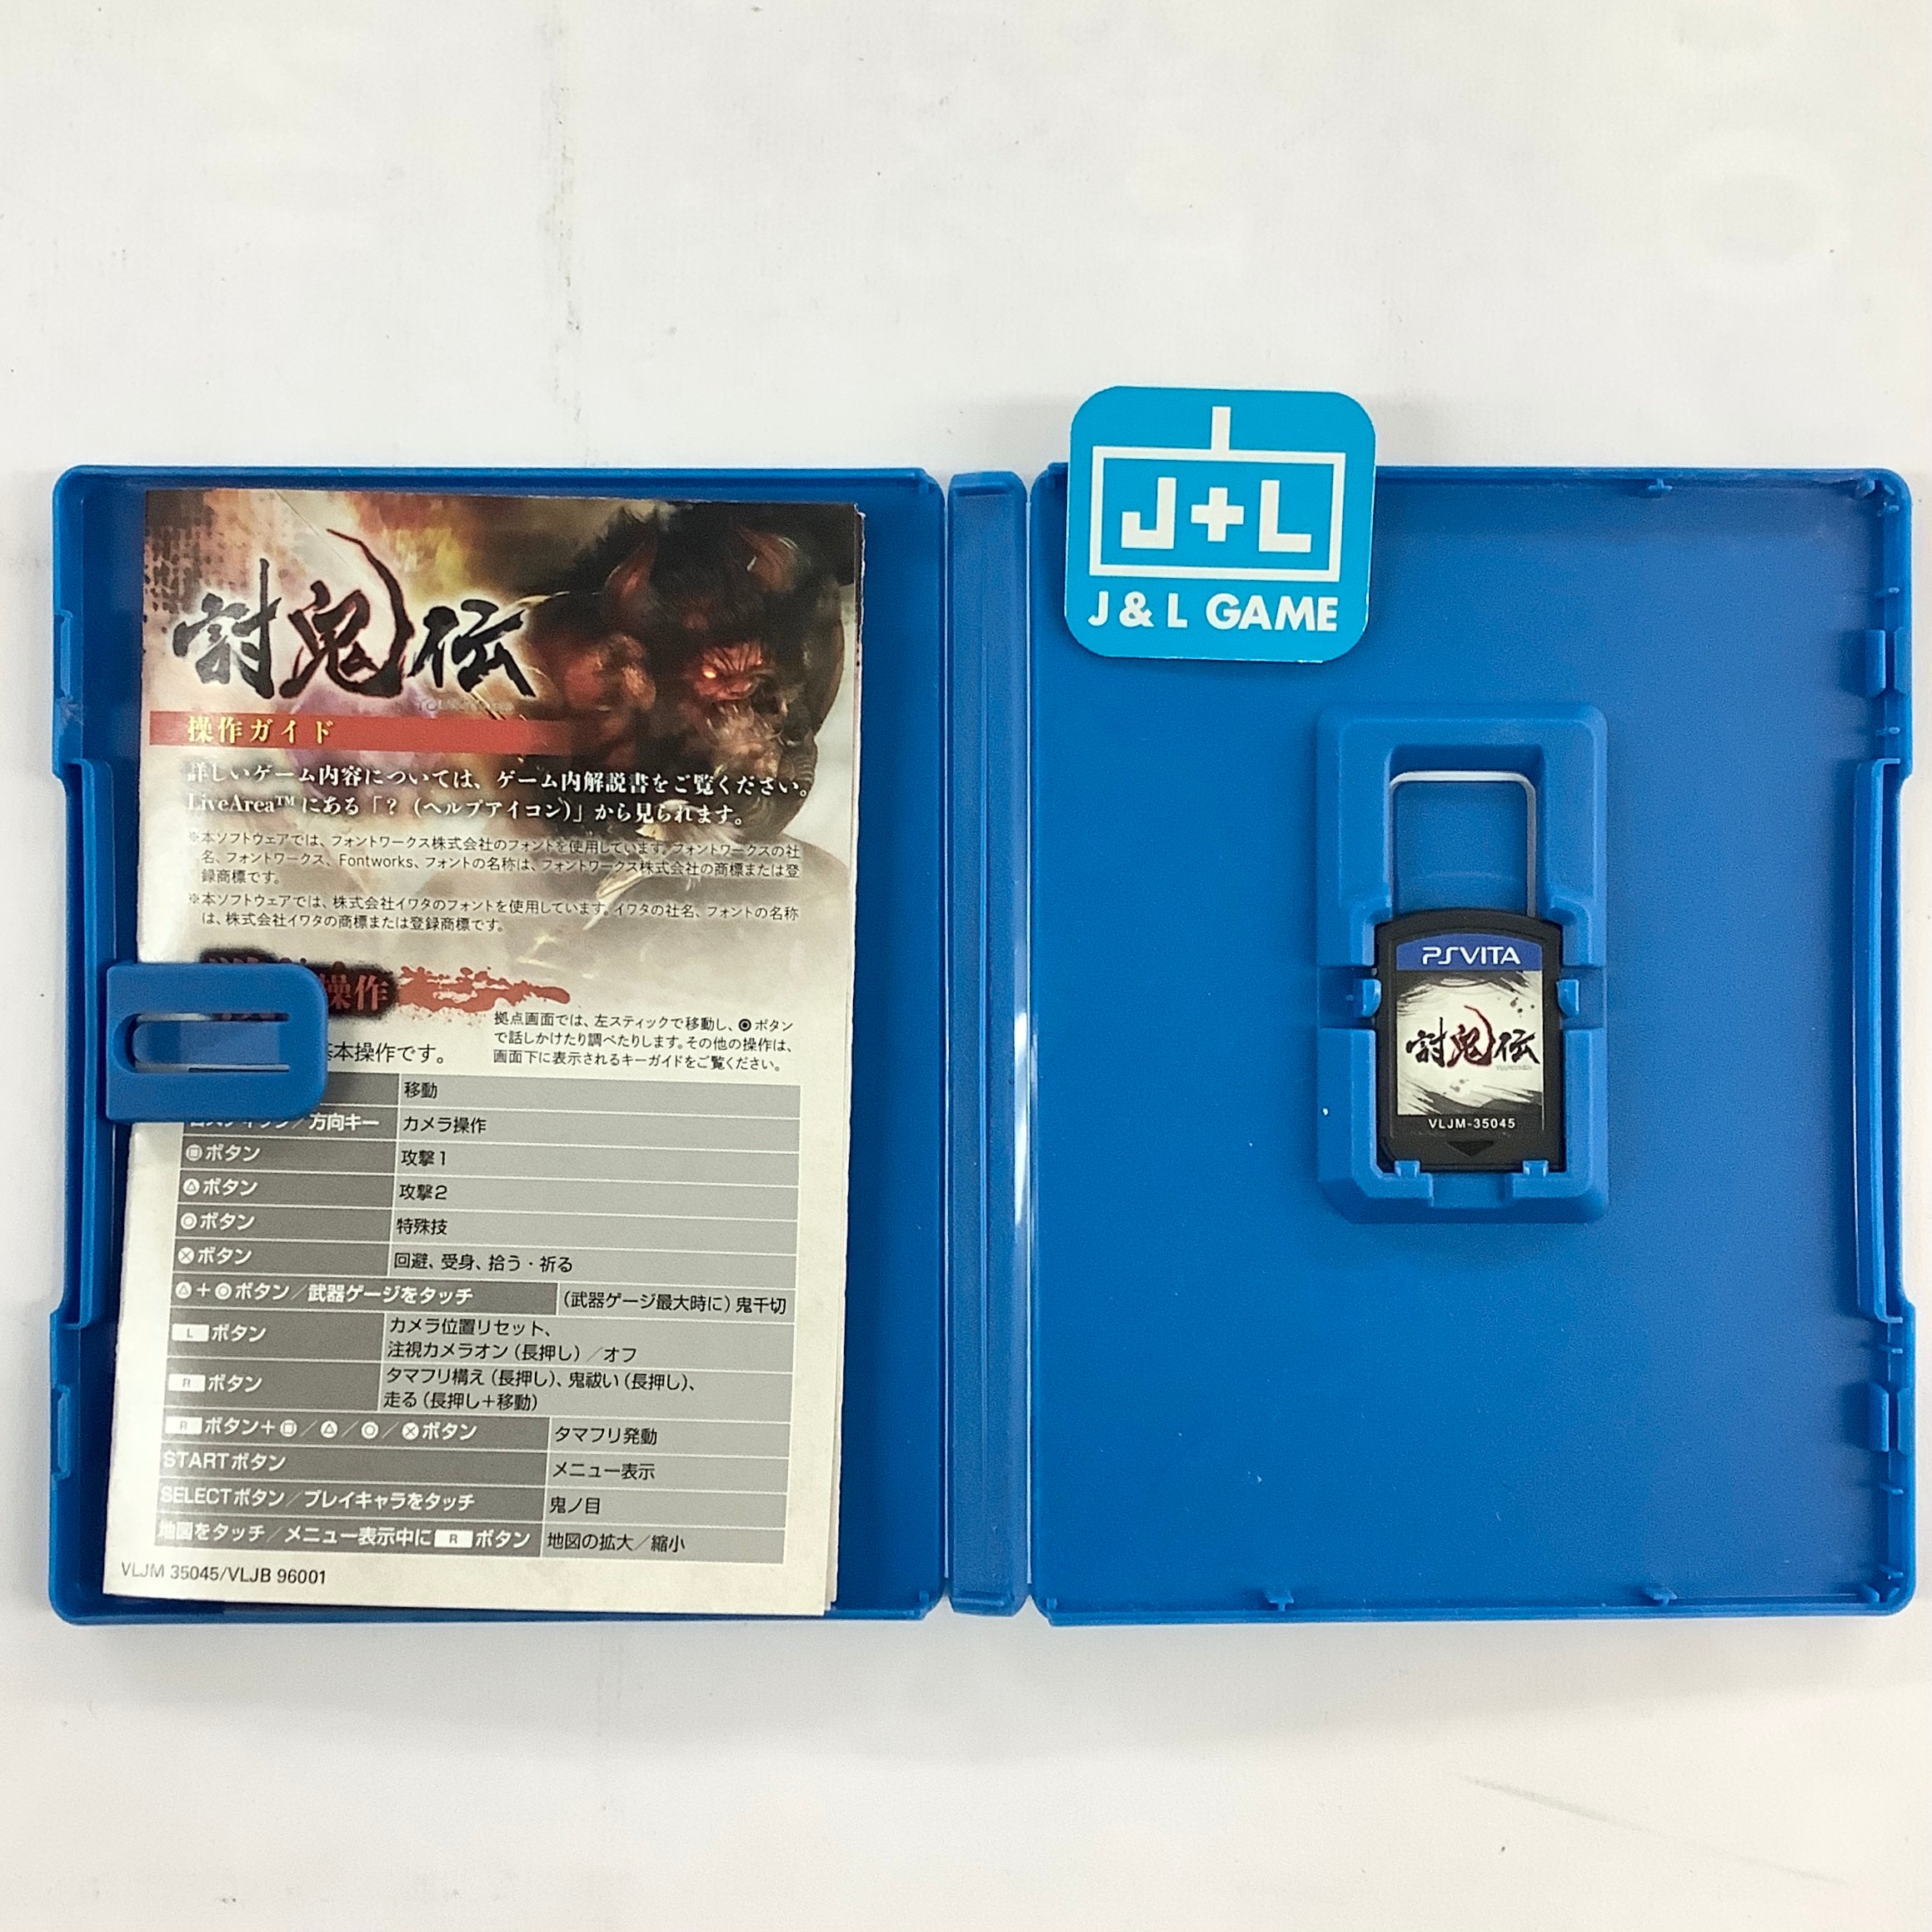 討鬼伝
操作ガイド
詳しいゲーム内容については、ゲーム内解説書をご覧ください。
LiveArea™にある「?(ヘルプアイコン)」から見られます。
※本ソフトウェアでは、フォントワークス株式会社のフォントを使用しています。フォントワークスの社
名、フォントワークス、Fontworks、フォントの名称は、フォントワークス株式会社の商標または登
録商標です。
※本ソフトウェアでは、株式会社イワタのフォントを使用しています。イワタの社名、フォントの名称
は、株式会社イワタの商標または登録商標です。
操作
拠点画面では、左スティックで移動し、◎ボタン
で話しかけたり調べたりします。その他の操作は、
画面下に表示されるキーガイドをご覧ください。
基本操作です。
移動
右スティック/方向キー カメラ操作
□ボタン 攻撃1
△ボタン 攻撃2
○ボタン 特殊技
×ボタン 回避、受身、拾う・祈る
△+○ボタン/武器ゲージをタッチ (武器ゲージ最大時に)鬼千切
Lボタン カメラ位置リセット、
注視カメラオン(長押し)/オフ
Rボタン タマフリ構え(長押し)、鬼祓い(長押し)、
走る(長押し+移動)
Rボタン+□/△/○/×ボタン タマフリ発動
STARTボタン メニュー表示
SELECTボタン/プレイキャラをタッチ 鬼ノ目
地図をタッチ/メニュー表示中にRボタン 地図の拡大/縮小
VLJM 35045/VLJB 96001
J+L
J & L GAME
PSVITA
討鬼伝
VLJM-35045